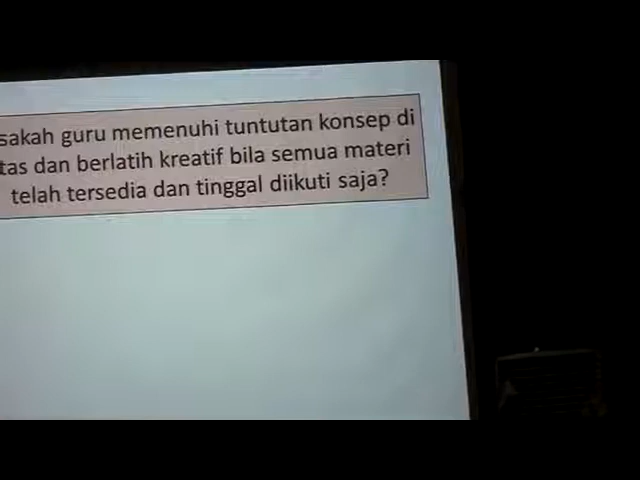 sakah guru memenuhi tuntutan konsep di
tas dan berlatih kreatif bila semua materi
telah tersedia dan tinggal diikuti saja?